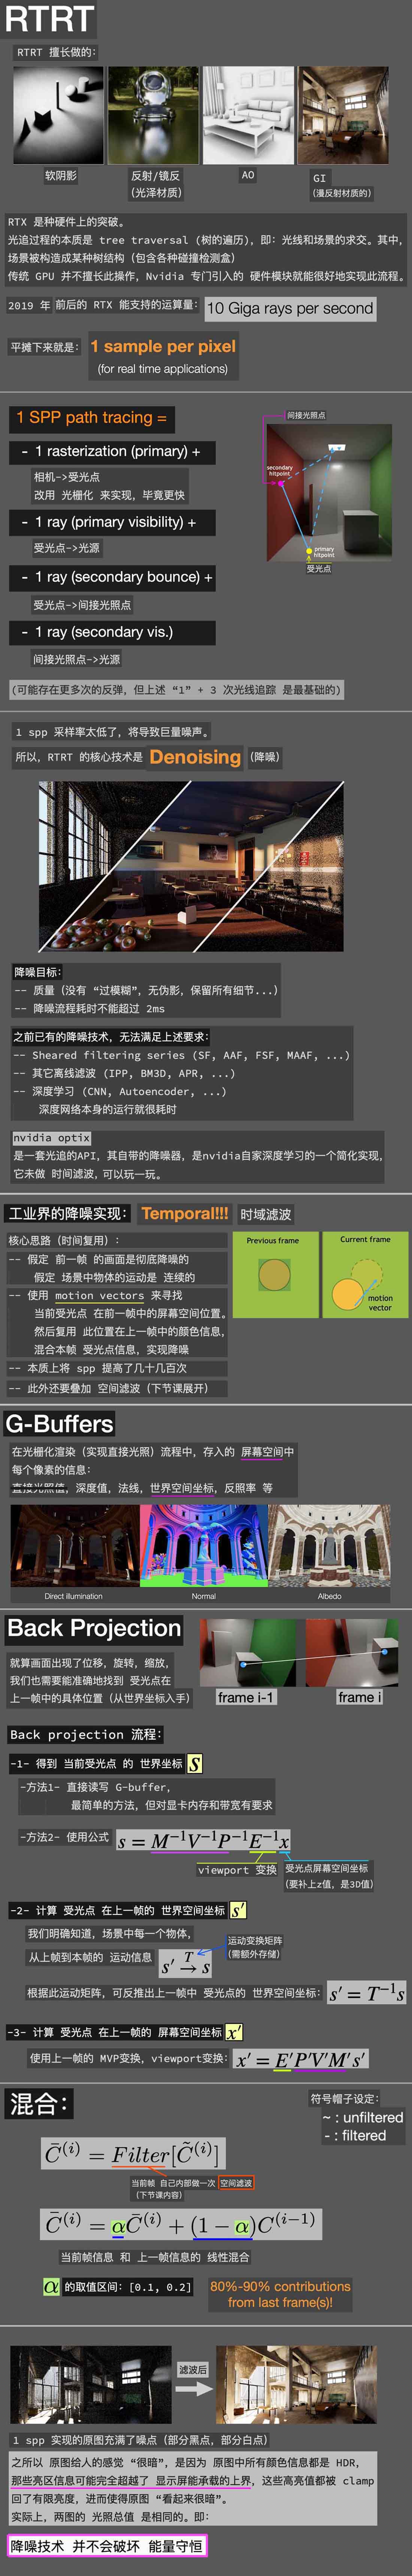 RTRT
RTRT 擅长做的：
软阴影
反射/镜反
(光泽材质)
AO
GI
(漫反射材质的)
RTX 是种硬件上的突破。
光追过程的本质是 tree traversal (树的遍历)，即：光线和场景的求交。其中，
场景被构造成某种树结构 (包含各种碰撞检测盒)
传统 GPU 并不擅长此操作，Nvidia 专门引入的 硬件模块就能很好地实现此流程。
2019 年 前后的 RTX 能支持的运算量： 10 Giga rays per second
平摊下来就是： 1 sample per pixel
(for real time applications)
1 SPP path tracing =
- 1 rasterization (primary) +
相机->受光点
改用 光栅化 来实现，毕竟更快
- 1 ray (primary visibility) +
受光点->光源
- 1 ray (secondary bounce) +
受光点->间接光照点
- 1 ray (secondary vis.)
间接光照点->光源
间接光照点
secondary
hitpoint
primary
hitpoint
受光点
(可能存在更多次的反弹，但上述 “1” + 3 次光线追踪 是最基础的)
1 spp 采样率太低了，将导致巨量噪声。
所以，RTRT 的核心技术是 Denoising (降噪)
降噪目标：
-- 质量 (没有 “过模糊”，无伪影，保留所有细节...)
-- 降噪流程耗时不能超过 2ms
之前已有的降噪技术，无法满足上述要求：
-- Sheared filtering series (SF, AAF, FSF, MAAF, ...)
-- 其它离线滤波 (IPP, BM3D, APR, ...)
-- 深度学习 (CNN, Autoencoder, ...)
深度网络本身的运行就很耗时
nvidia optix
是一套光追的API，其自带的降噪器，是nvidia自家深度学习的一个简化实现，
它未做 时间滤波，可以玩一玩。
工业界的降噪实现： Temporal!!! 时域滤波
核心思路 (时间复用)：
-- 假定 前一帧 的画面是彻底降噪的
假定 场景中物体的运动是 连续的
-- 使用 motion vectors 来寻找
当前受光点 在前一帧中的屏幕空间位置。
然后复用 此位置在上一帧中的颜色信息，
混合本帧 受光点信息，实现降噪
-- 本质上将 spp 提高了几十几百次
-- 此外还要叠加 空间滤波 (下节课展开)
Previous frame
Current frame
motion
vector
G-Buffers
在光栅化渲染 (实现直接光照) 流程中，存入的 屏幕空间中
每个像素的信息：
直接光照值，深度值，法线，世界空间坐标，反照率 等
Direct illumination
Normal
Albedo
Back Projection
就算画面出现了位移，旋转，缩放，
我们也需要能准确地找到 受光点在
上一帧中的具体位置 (从世界坐标入手)
frame i-1
frame i
Back projection 流程：
-1- 得到 当前受光点 的 世界坐标 s
-方法1- 直接读写 G-buffer，
最简单的方法，但对显卡内存和带宽有要求
-方法2- 使用公式 s = M⁻¹V⁻¹P⁻¹E⁻¹x
viewport 变换
受光点屏幕空间坐标
(要补上z值，是3D值)
-2- 计算 受光点 在上一帧的 世界空间坐标 s′
我们明确知道，场景中每一个物体，
从上帧到本帧的 运动信息 s′ →(T) s
运动变换矩阵
(需额外存储)
根据此运动矩阵，可反推出上一帧中 受光点的 世界空间坐标： s′ = T⁻¹s
-3- 计算 受光点 在上一帧的 屏幕空间坐标 x′
使用上一帧的 MVP变换，viewport变换： x′ = E′P′V′M′s′
混合：
符号帽子设定：
~ : unfiltered
- : filtered
C̄⁽ⁱ⁾ = Filter[C̃⁽ⁱ⁾]
当前帧 自己内部做一次 空间滤波
(下节课内容)
C̄⁽ⁱ⁾ = αC̄⁽ⁱ⁾ + (1 − α)C⁽ⁱ⁻¹⁾
当前帧信息 和 上一帧信息的 线性混合
α 的取值区间：[0.1, 0.2]
80%-90% contributions
from last frame(s)!
滤波后
1 spp 实现的原图充满了噪点 (部分黑点，部分白点)
之所以 原图给人的感觉 “很暗”，是因为 原图中所有颜色信息都是 HDR，
那些亮区信息可能完全超越了 显示屏能承载的上界，这些高亮值都被 clamp
回了有限亮度，进而使得原图 “看起来很暗”。
实际上，两图的 光照总值 是相同的。即：
降噪技术 并不会破坏 能量守恒